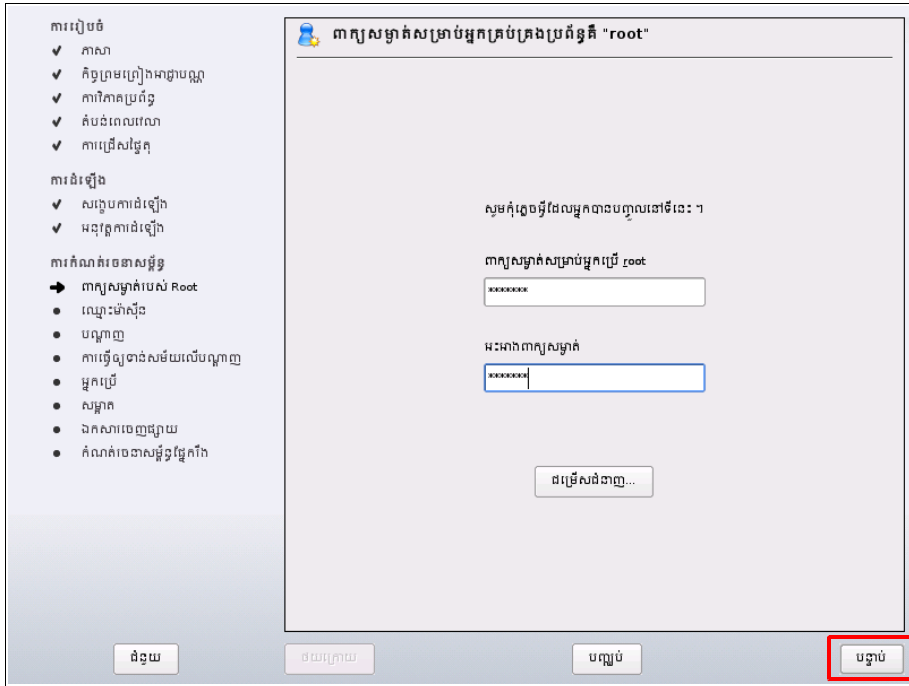 ការរៀបចំ
ភាសា
កិច្ចព្រមព្រៀងអាជ្ញាបណ្ណ
ការវិភាគប្រព័ន្ធ
តំបន់ពេលវេលា
ការជ្រើសផ្ទៃតុ
ការដំឡើង
សង្ខេបការដំឡើង
អនុវត្តការដំឡើង
ការកំណត់រចនាសម្ព័ន្ធ
ពាក្យសម្ងាត់របស់ Root
ឈ្មោះម៉ាស៊ីន
បណ្ដាញ
ការធ្វើឲ្យទាន់សម័យលើបណ្ដាញ
អ្នកប្រើ
សម្អាត
ឯកសារចេញផ្សាយ
កំណត់រចនាសម្ព័ន្ធផ្នែករឹង
ពាក្យសម្ងាត់សម្រាប់អ្នកគ្រប់គ្រងប្រព័ន្ធគឺ "root"
សូមកុំភ្លេចអ្វីដែលអ្នកបានបញ្ចូលនៅទីនេះ ។
ពាក្យសម្ងាត់សម្រាប់អ្នកប្រើ root
*******
អះអាងពាក្យសម្ងាត់
*******
ជម្រើសជំនាញ...
ជំនួយ
ថយក្រោយ
បញ្ឈប់
បន្ទាប់